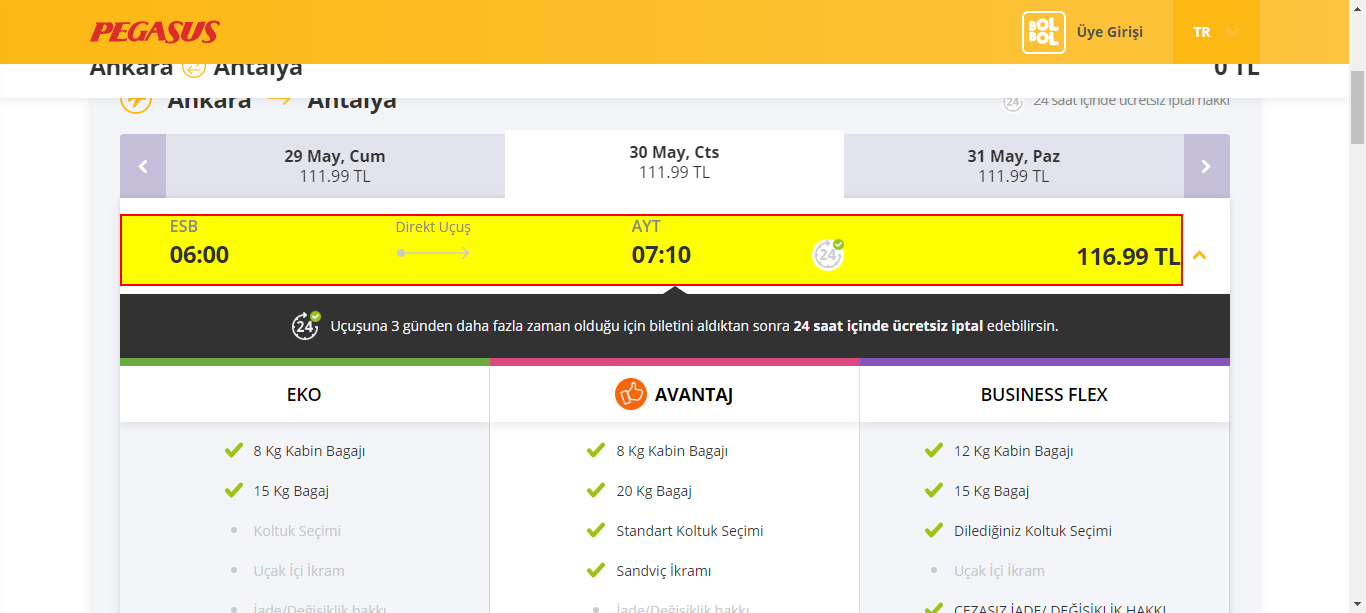 PEGASUS
BOL BOL
Üye Girişi
TR
Ankara Antalya
0 TL
Ankara Antalya
24 24 saat içinde ücretsiz iptal hakkı
29 May, Cum
111.99 TL
30 May, Cts
111.99 TL
31 May, Paz
111.99 TL
ESB
Direkt Uçuş
AYT
06:00
07:10
24
116.99 TL
24 Uçuşuna 3 günden daha fazla zaman olduğu için biletini aldıktan sonra 24 saat içinde ücretsiz iptal edebilirsin.
EKO
AVANTAJ
BUSINESS FLEX
8 Kg Kabin Bagajı
8 Kg Kabin Bagajı
12 Kg Kabin Bagajı
15 Kg Bagaj
20 Kg Bagaj
15 Kg Bagaj
Koltuk Seçimi
Standart Koltuk Seçimi
Dilediğiniz Koltuk Seçimi
Uçak İçi İkram
Sandviç İkramı
Uçak İçi İkram
İade/Değişiklik hakkı
İade/Değişiklik hakkı
CEZASIZ İADE/ DEĞİŞİKLİK HAKKI